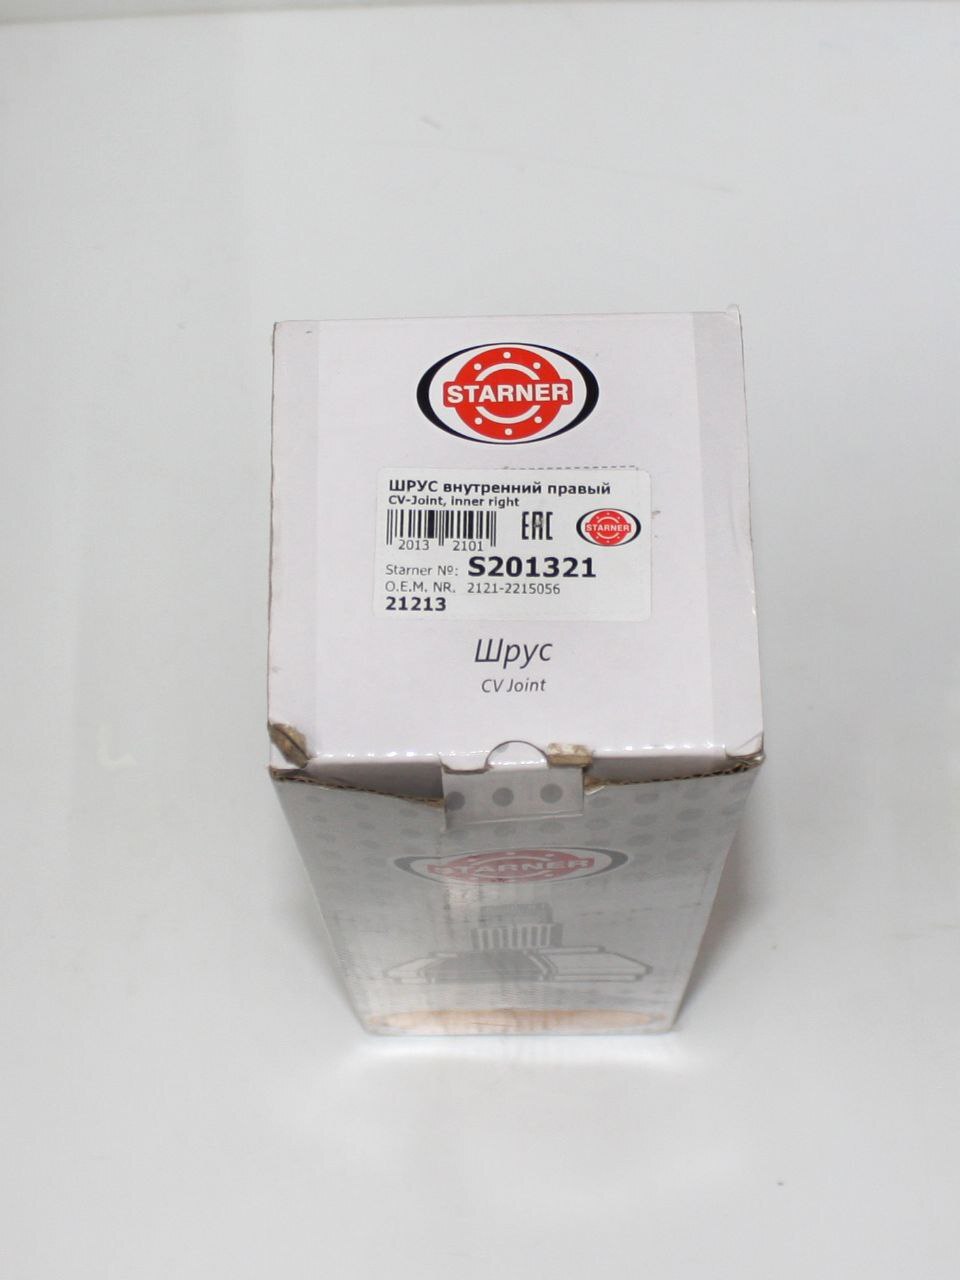 STARNER
ШРУС внутренний правый
CV-Joint, inner right
2013 2101
EAC
STARNER
Starner №: S201321
O.E.M. NR. 2121-2215056
21213
Шрус
CV Joint
STARNER